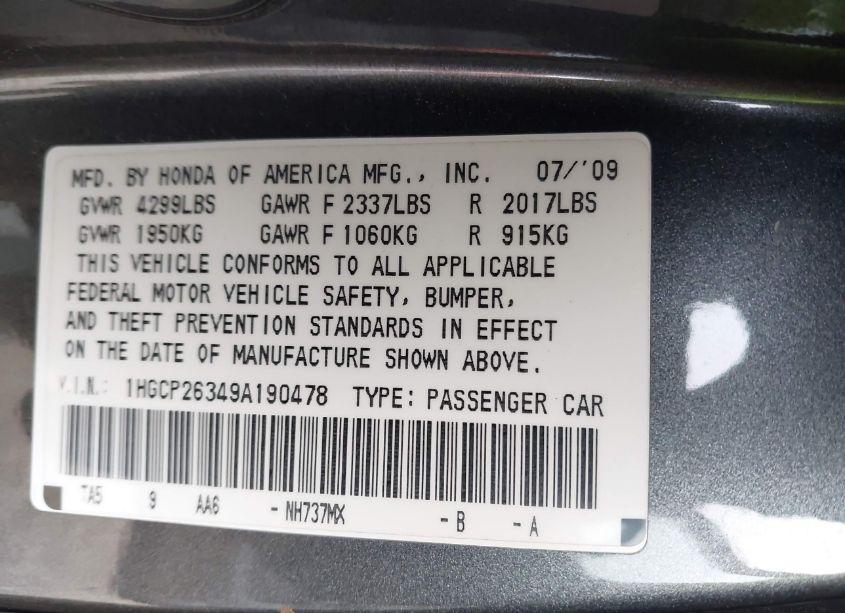 MFD. BY HONDA OF AMERICA MFG., INC. 07/'09
GVWR 4299LBS GAWR F 2337LBS R 2017LBS
GVWR 1950KG GAWR F 1060KG R 915KG
THIS VEHICLE CONFORMS TO ALL APPLICABLE
FEDERAL MOTOR VEHICLE SAFETY, BUMPER,
AND THEFT PREVENTION STANDARDS IN EFFECT
ON THE DATE OF MANUFACTURE SHOWN ABOVE.
V.I.N.: 1HGCP26349A190478 TYPE: PASSENGER CAR
TA5 9 AA6 - NH737MX - B - A